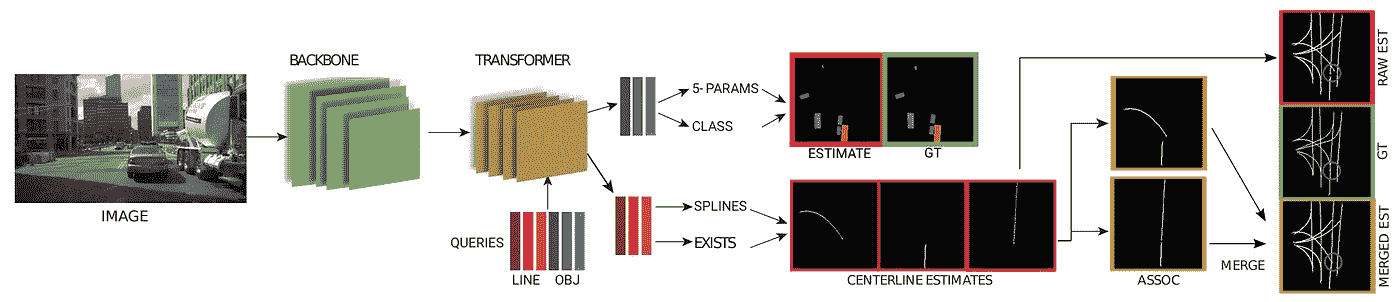 IMAGE
BACKBONE
TRANSFORMER
QUERIES
LINE OBJ
5- PARAMS
CLASS
ESTIMATE GT
SPLINES
EXISTS
CENTERLINE ESTIMATES
ASSOC
MERGE
RAW EST
GT
MERGED EST